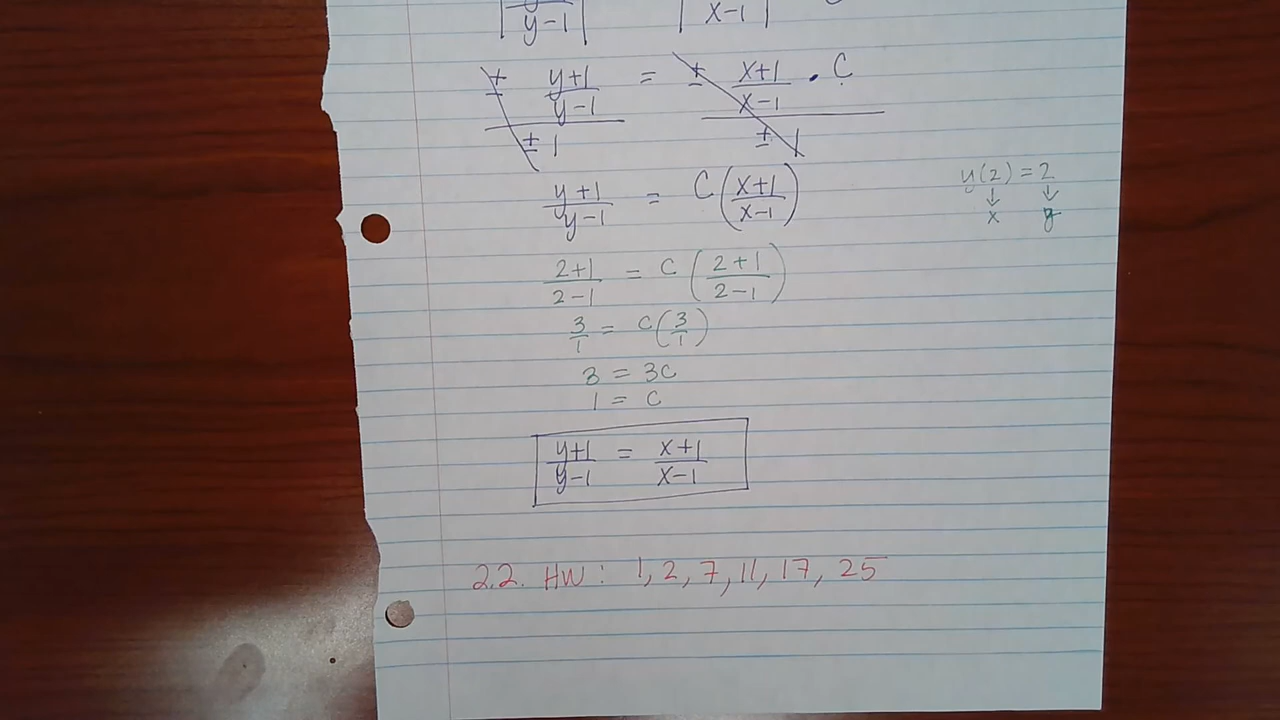 |y/y-1| |x-1|
± y+1/y-1 = ± x+1/x-1 · C
± 1 ± 1
y+1/y-1 = C(x+1/x-1)
y(2) = 2
↓ ↓
x y
2+1/2-1 = C(2+1/2-1)
3/1 = C(3/1)
3 = 3C
1 = C
y+1/y-1 = x+1/x-1
2.2. HW : 1, 2, 7, 11, 17, 25